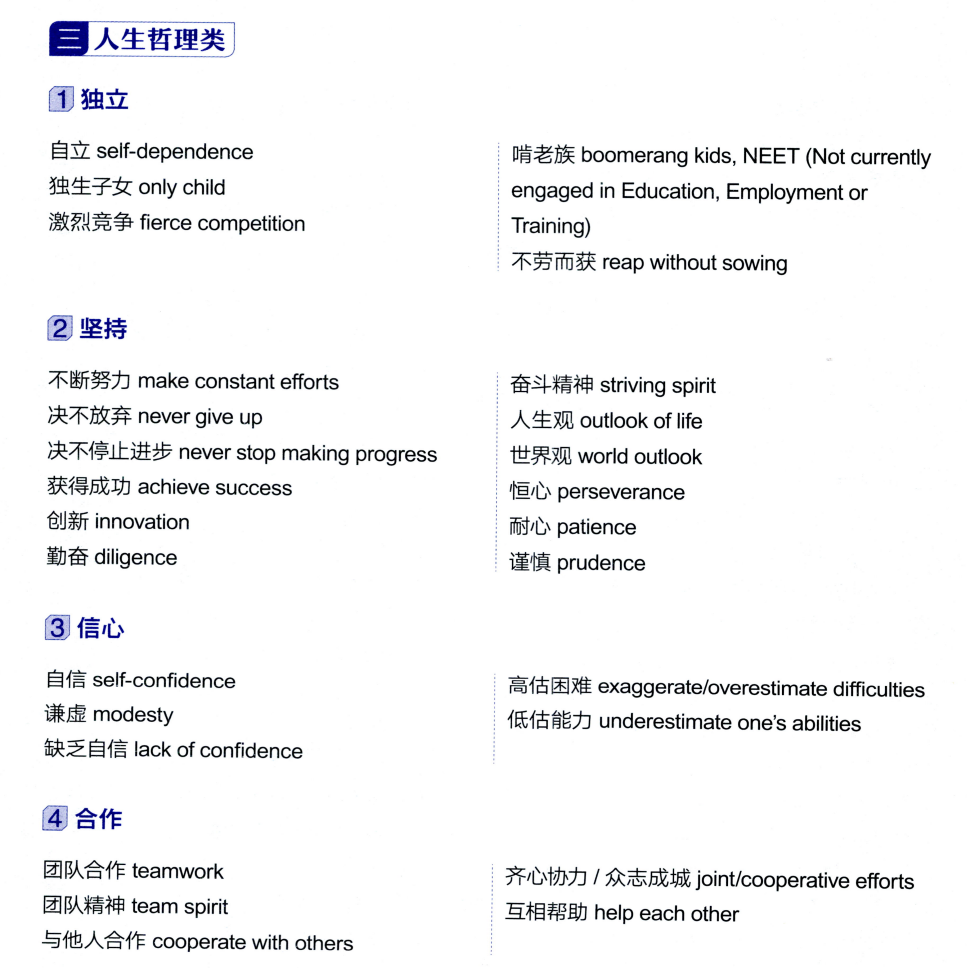 三 人生哲理类
1 独立
自立 self-dependence
独生子女 only child
激烈竞争 fierce competition
啃老族 boomerang kids, NEET (Not currently
engaged in Education, Employment or
Training)
不劳而获 reap without sowing
2 坚持
不断努力 make constant efforts
决不放弃 never give up
决不停止进步 never stop making progress
获得成功 achieve success
创新 innovation
勤奋 diligence
奋斗精神 striving spirit
人生观 outlook of life
世界观 world outlook
恒心 perseverance
耐心 patience
谨慎 prudence
3 信心
自信 self-confidence
谦虚 modesty
缺乏自信 lack of confidence
高估困难 exaggerate/overestimate difficulties
低估能力 underestimate one's abilities
4 合作
团队合作 teamwork
团队精神 team spirit
与他人合作 cooperate with others
齐心协力 / 众志成城 joint/cooperative efforts
互相帮助 help each other